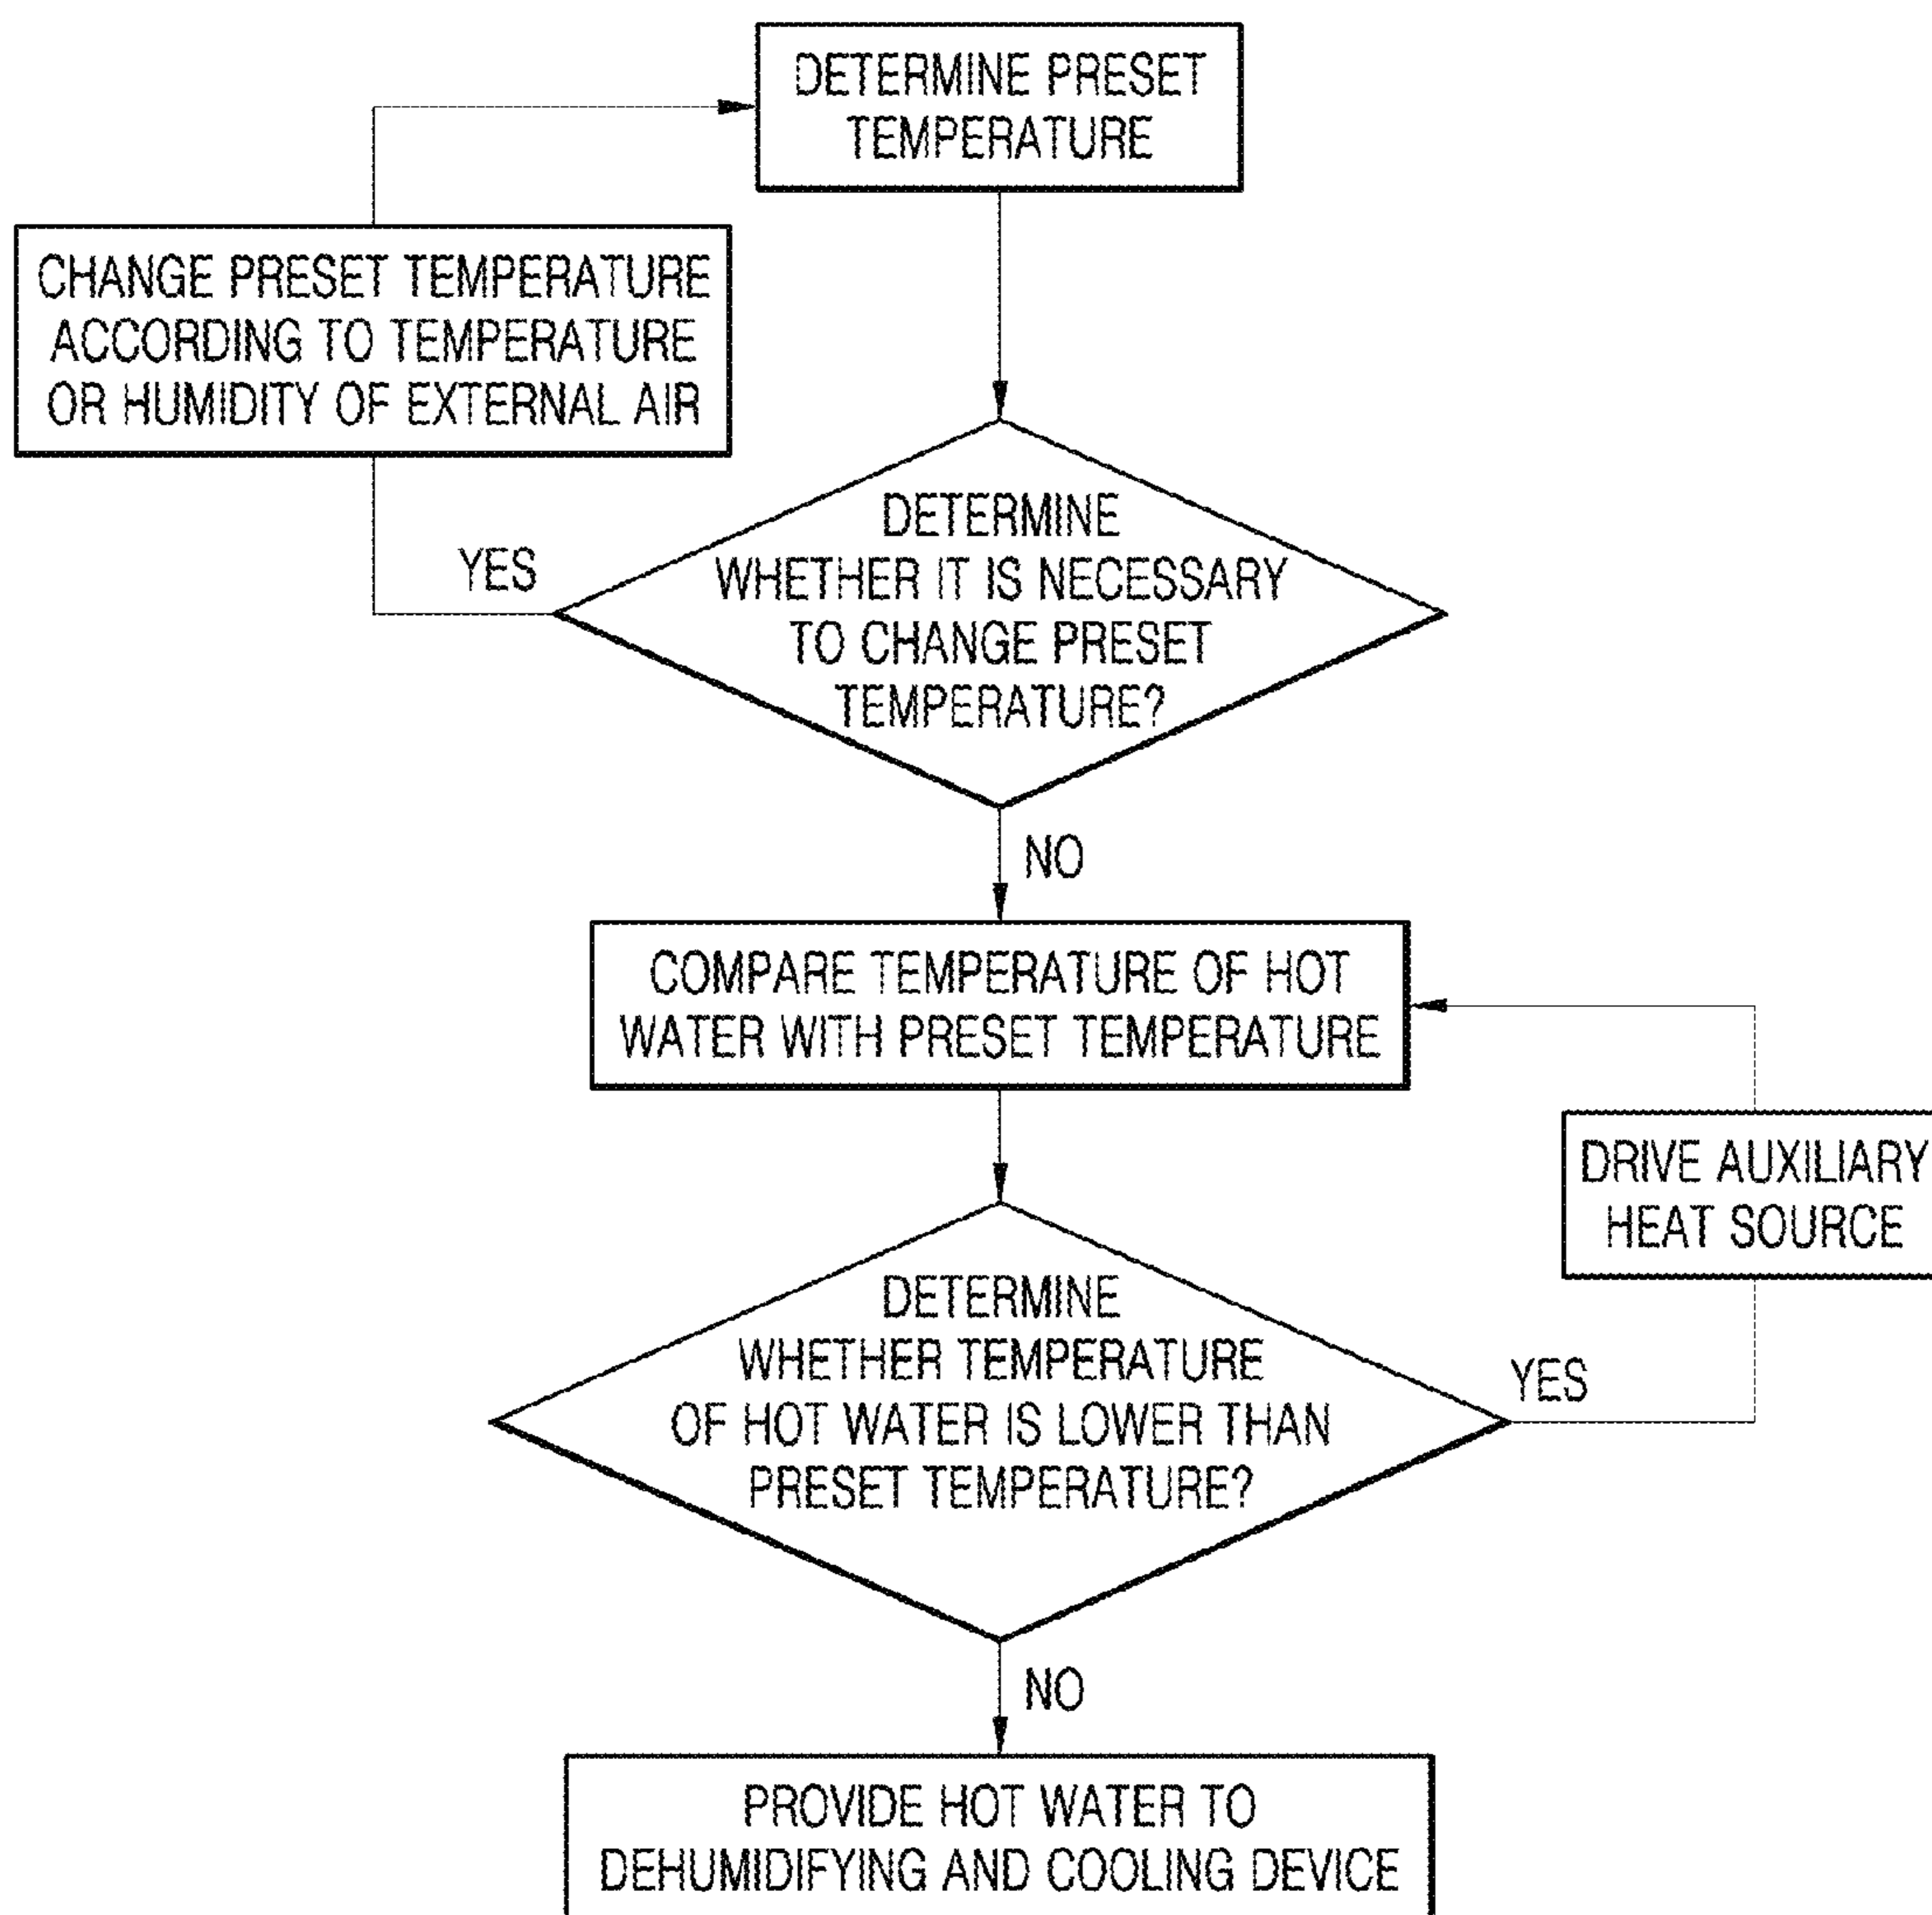 DETERMINE PRESET
TEMPERATURE
CHANGE PRESET TEMPERATURE
ACCORDING TO TEMPERATURE
OR HUMIDITY OF EXTERNAL AIR
DETERMINE
WHETHER IT IS NECESSARY
TO CHANGE PRESET
TEMPERATURE?
YES
NO
COMPARE TEMPERATURE OF HOT
WATER WITH PRESET TEMPERATURE
DRIVE AUXILIARY
HEAT SOURCE
DETERMINE
WHETHER TEMPERATURE
OF HOT WATER IS LOWER THAN
PRESET TEMPERATURE?
YES
NO
PROVIDE HOT WATER TO
DEHUMIDIFYING AND COOLING DEVICE